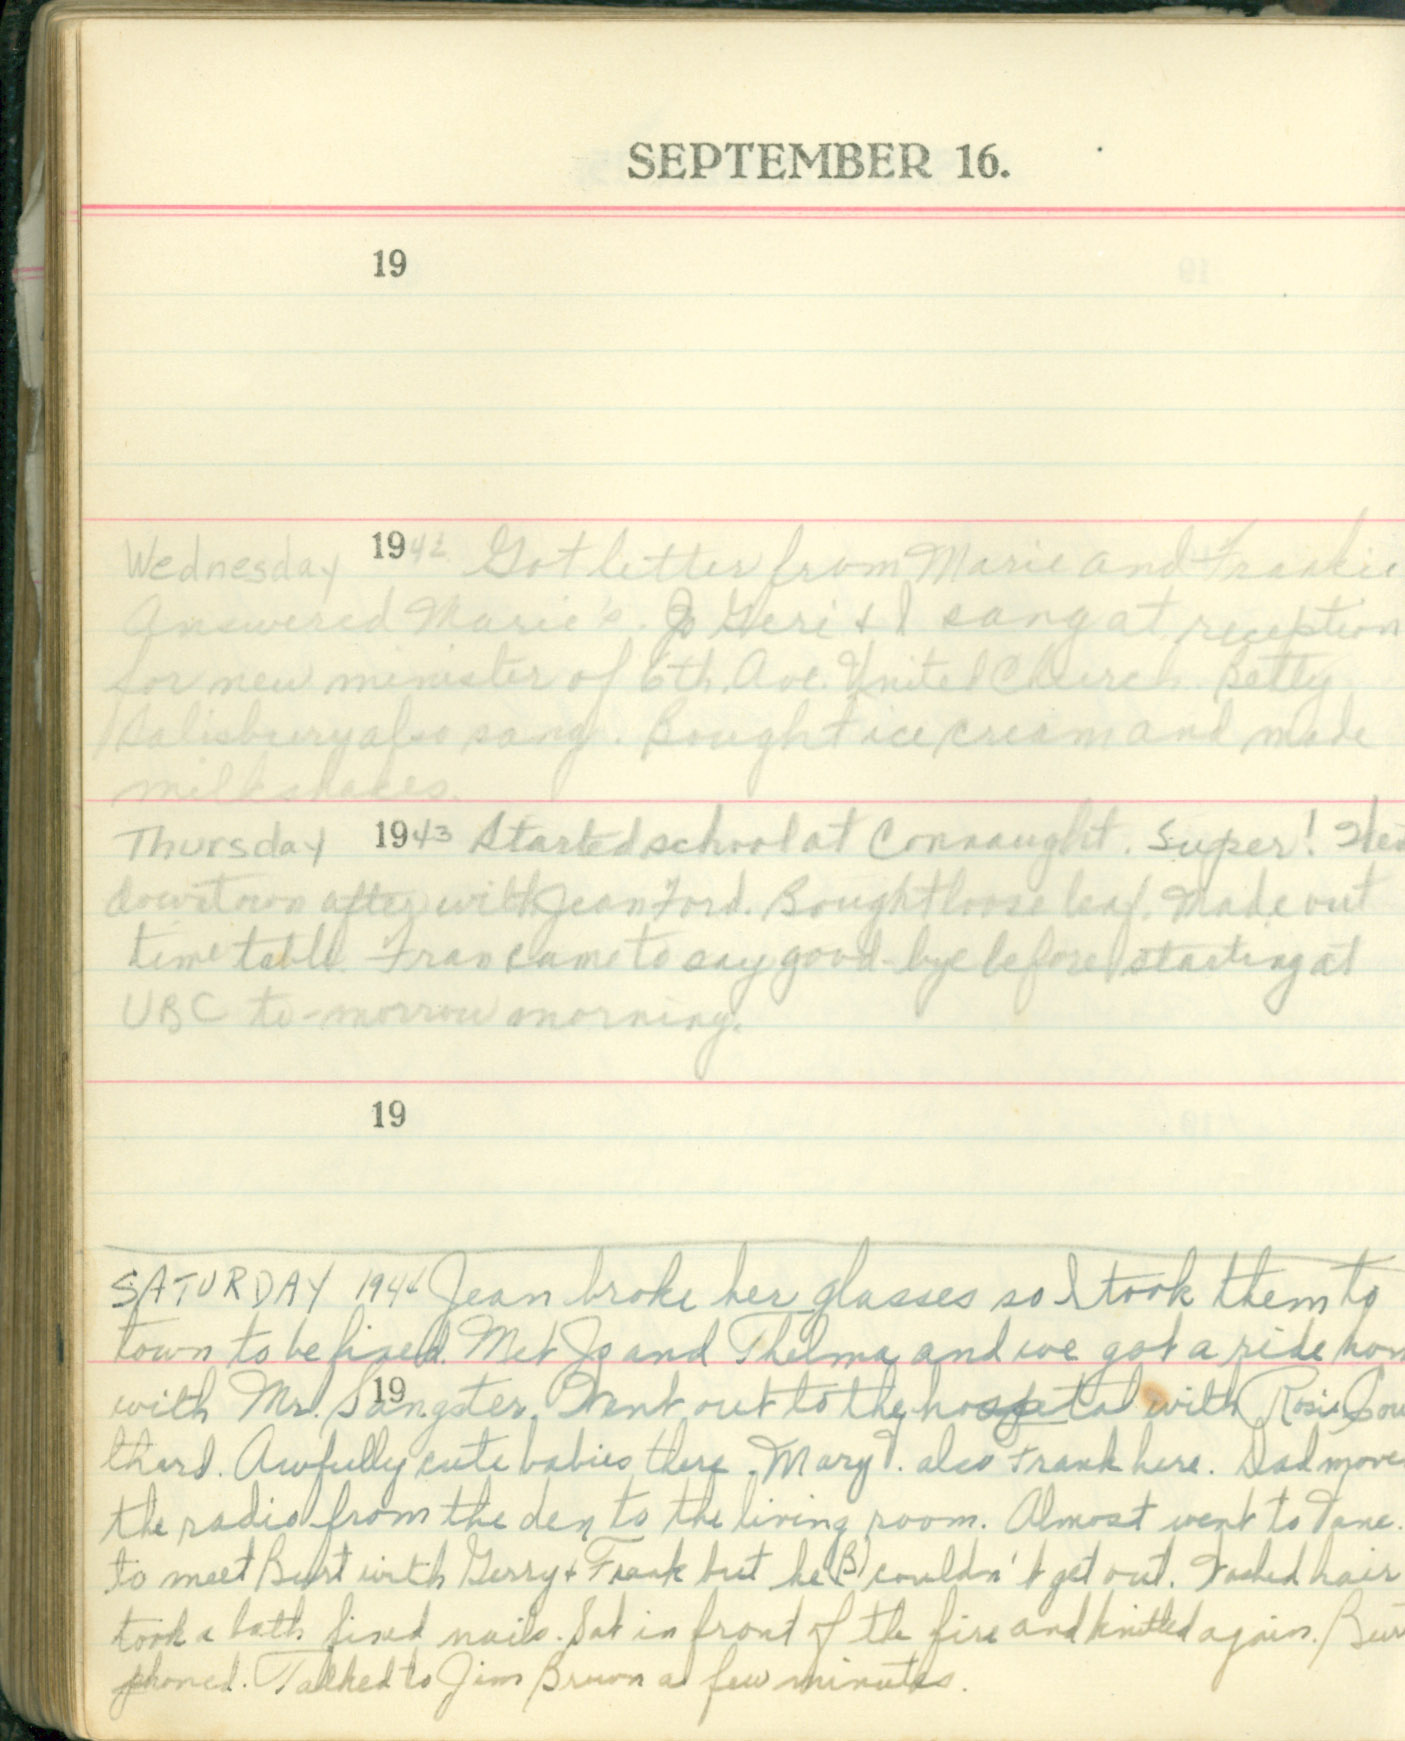 SEPTEMBER 16.
19
Wednesday 1942 Got letter from Marie and Frankie
Answered Marie's. Jo Geri & I sang at reception
for new minister of 6th Ave. United Church. Betty
Salisbury also sang. Bought ice cream and made
milkshakes.
Thursday 1943 Started school at Connaught. Super!
downtown after with Jean Ford. Bought loose leaf. Made out
time table. Fran came to say good-bye before starting at
UBC to-morrow morning.
19
SATURDAY 1944 Jean broke her glasses so I took them to
town to be fixed. Met Jo and Thelma and we got a ride hom
with Mr. Sangster. Went out to the hospital with Rosie Cou
19
thard. Awfully cute babies there. Mary T. also Frank here. Dad move
the radio from the den to the living room. Almost went to Vanc.
to meet Burt with Gerry & Frank but he (B) couldn't get out. Washed hair
took a bath fixed nails. Sat in front of the fire and knitted again. Bur
phoned. Talked to Jim Brown a few minutes.